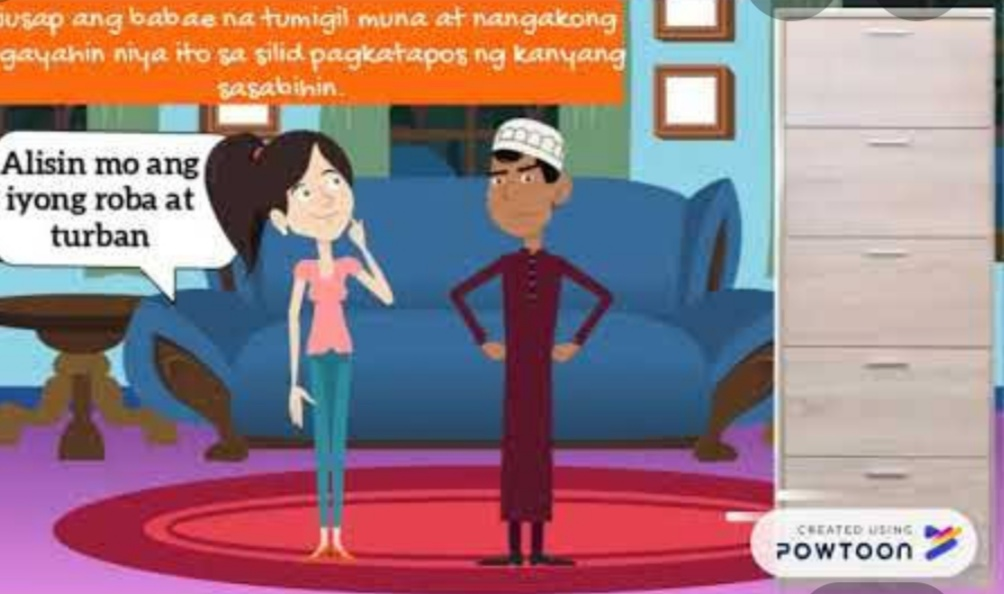 usap ang babae na tumigil muna at nangakong
gayahin niya ito sa silid pagkatapos ng kanyang
sasabihin.
Alisin mo ang
iyong roba at
turban
CREATED USING
POWTOON